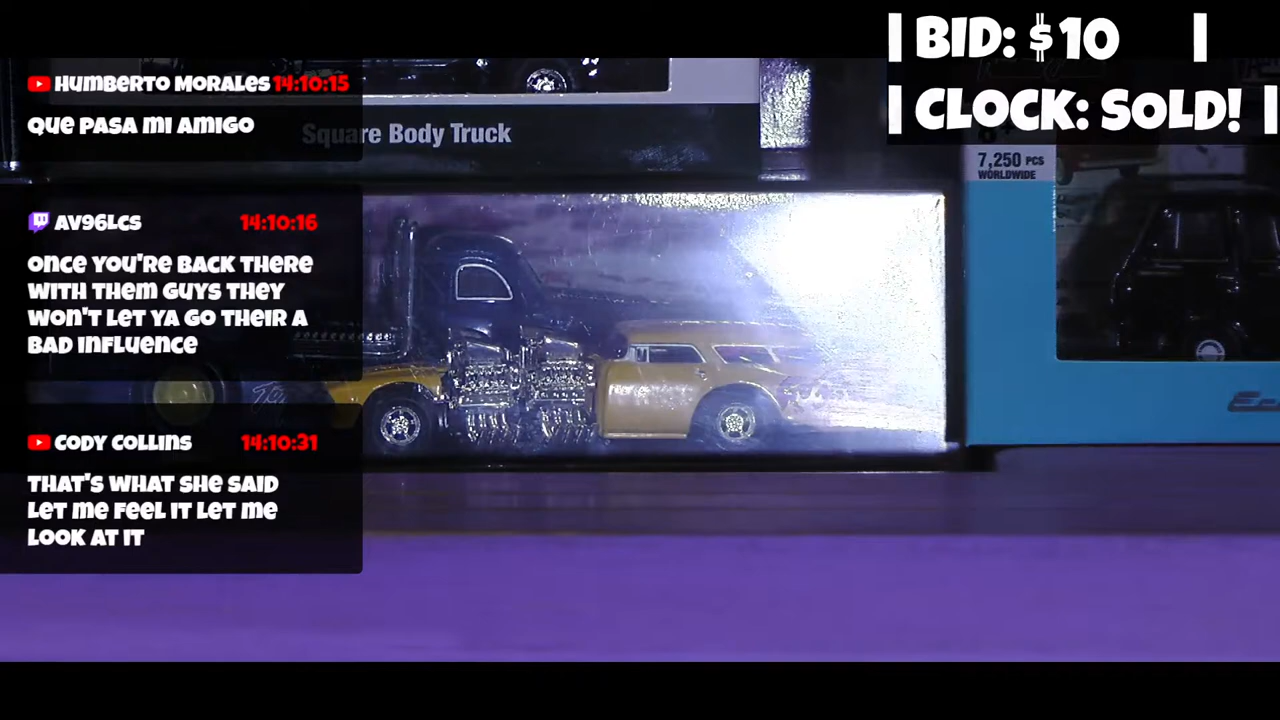 | BID: $10 |
| CLOCK: SOLD! |
Humberto Morales 14:10:15
Que pasa mi amigo
Square Body Truck
7,250 PCS
WORLDWIDE
av96lcs 14:10:16
Once you're back there
with them guys they
won't let ya go their a
bad influence
Cody Collins 14:10:31
That's what she said
let me feel it let me
look at it